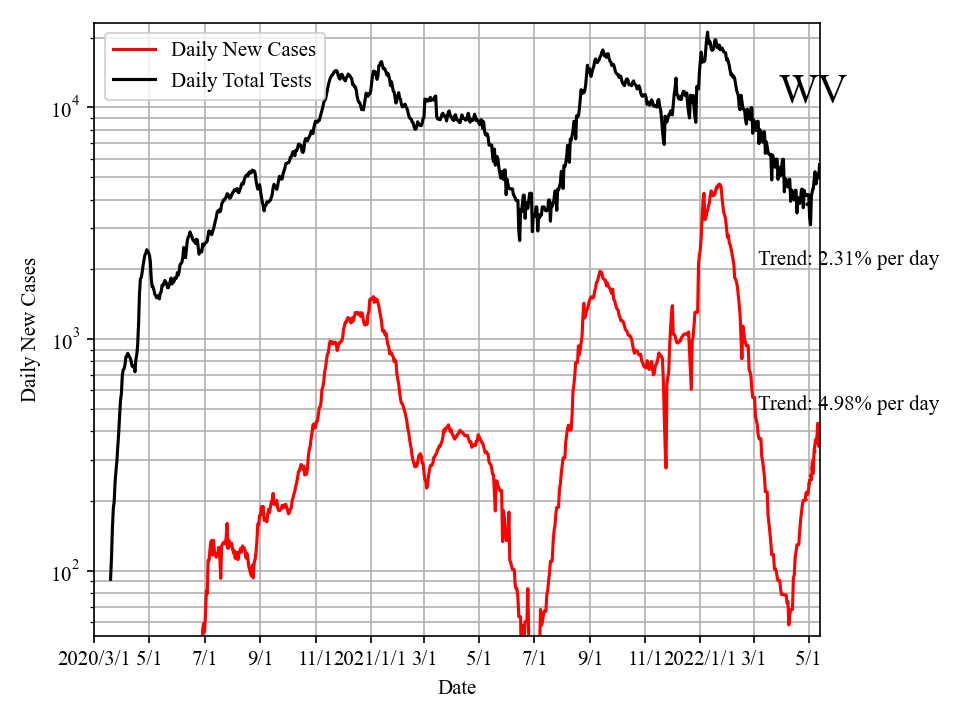 Daily New Cases
Daily Total Tests
WV
10^4
10^3
10^2
Daily New Cases
Trend: 2.31% per day
Trend: 4.98% per day
2020/3/1 5/1 7/1 9/1 11/1 2021/1/1 3/1 5/1 7/1 9/1 11/1 2022/1/1 3/1 5/1
Date